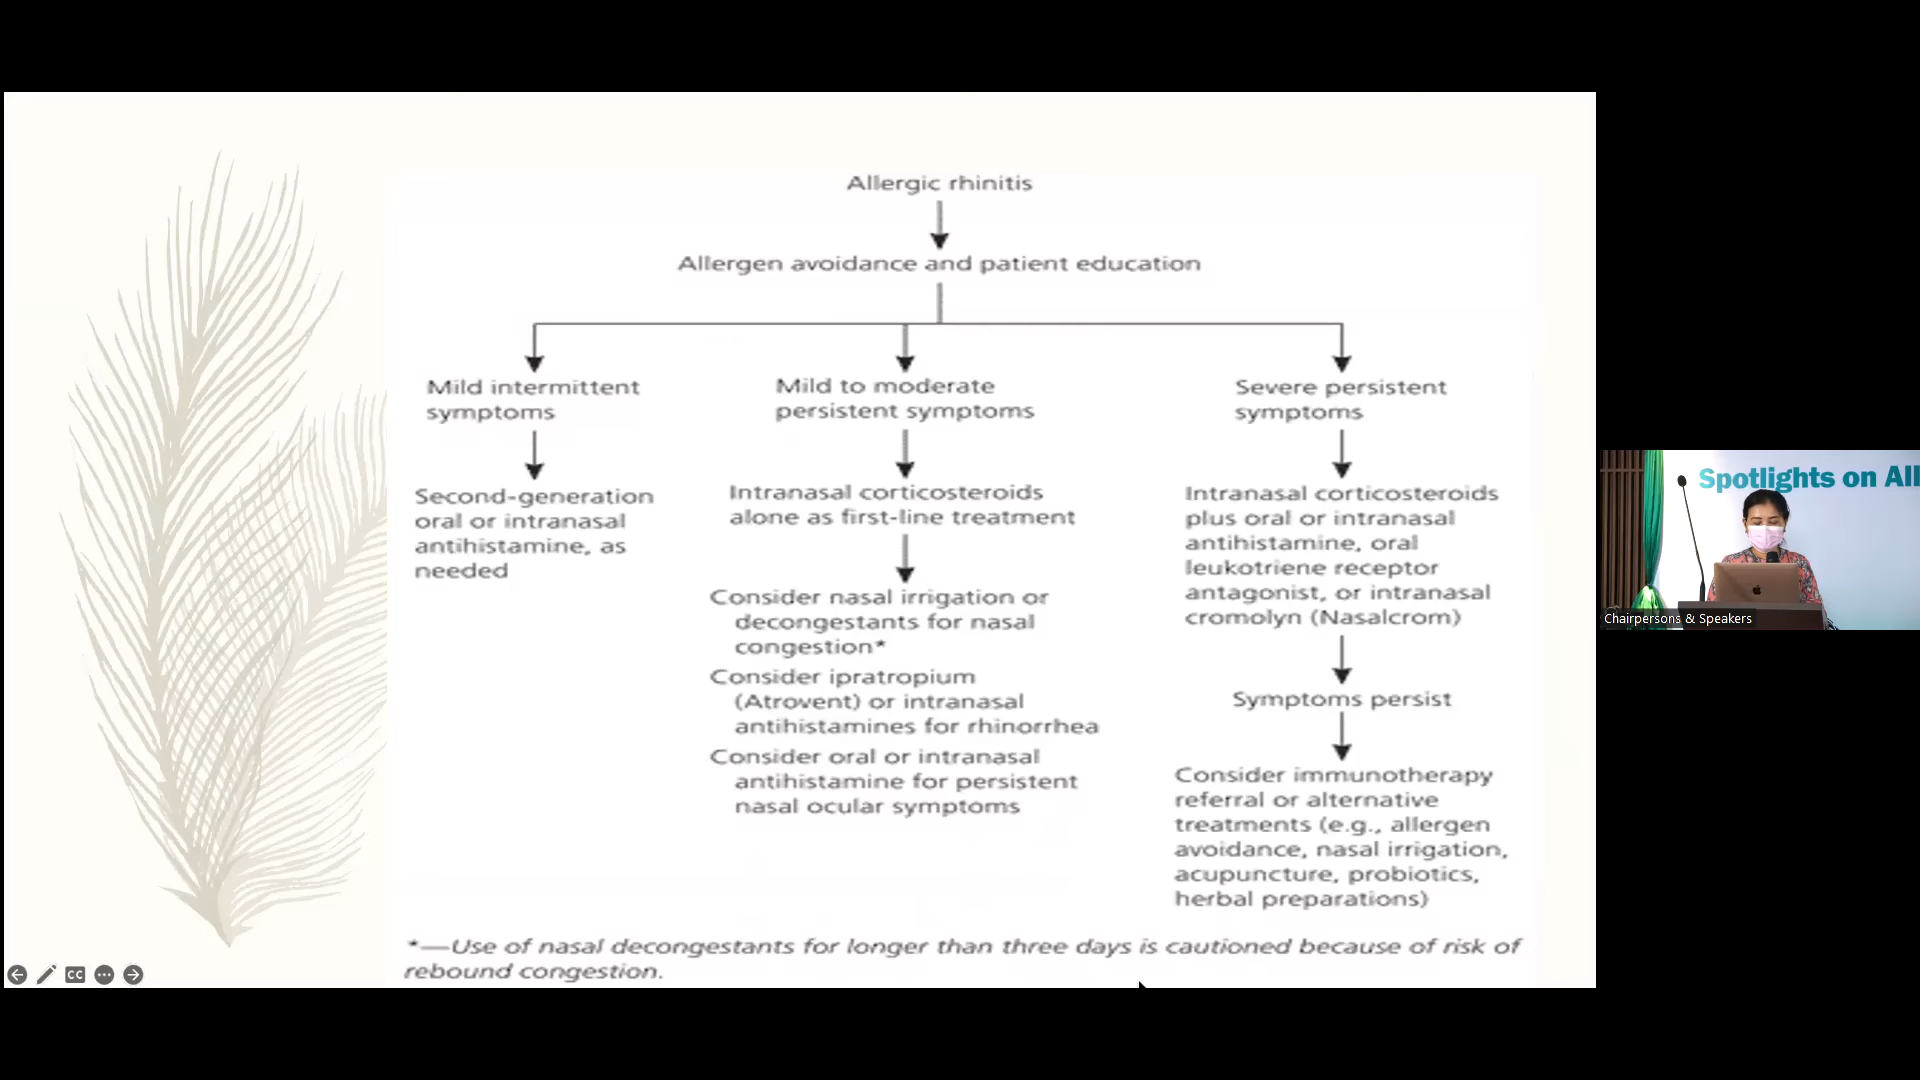 Allergic rhinitis
Allergen avoidance and patient education
Mild intermittent
symptoms
Second-generation
oral or intranasal
antihistamine, as
needed
Mild to moderate
persistent symptoms
Intranasal corticosteroids
alone as first-line treatment
Consider nasal irrigation or
decongestants for nasal
congestion*
Consider ipratropium
(Atrovent) or intranasal
antihistamines for rhinorrhea
Consider oral or intranasal
antihistamine for persistent
nasal ocular symptoms
Severe persistent
symptoms
Intranasal corticosteroids
plus oral or intranasal
antihistamine, oral
leukotriene receptor
antagonist, or intranasal
cromolyn (Nasalcrom)
Symptoms persist
Consider immunotherapy
referral or alternative
treatments (e.g., allergen
avoidance, nasal irrigation,
acupuncture, probiotics,
herbal preparations)
*—Use of nasal decongestants for longer than three days is cautioned because of risk of
rebound congestion.
CC
Spotlights on All
Chairpersons & Speakers